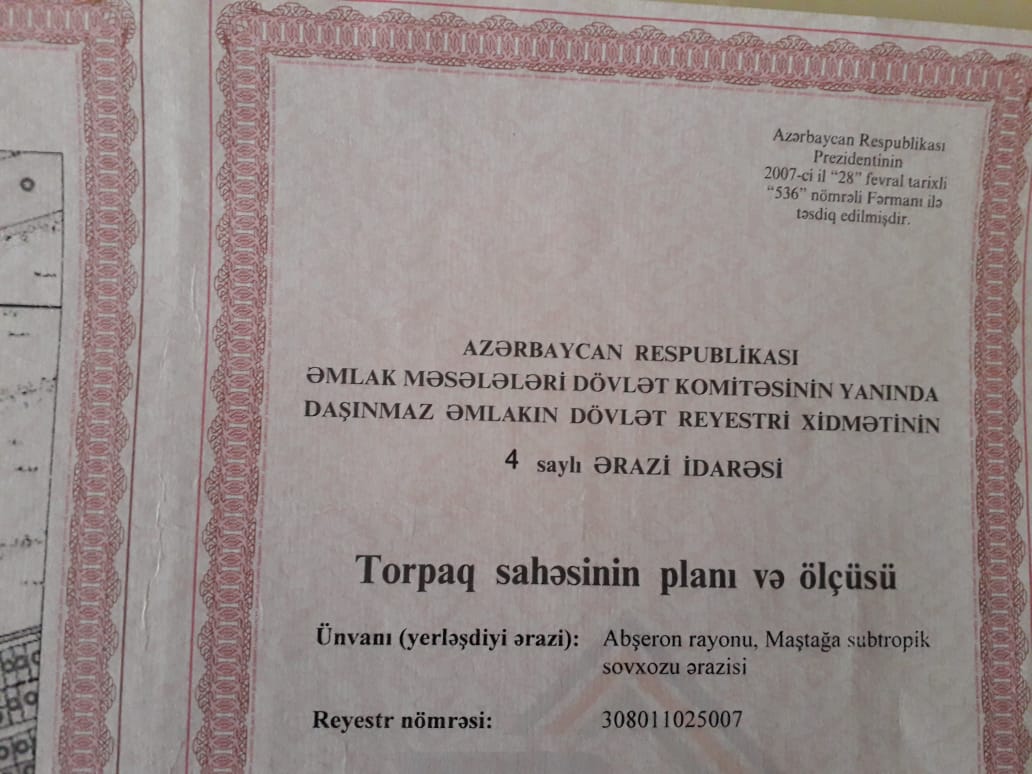 Azərbaycan Respublikası
Prezidentinin
2007-ci il “28” fevral tarixli
“536” nömrəli Fərmanı ilə
təsdiq edilmişdir.
AZƏRBAYCAN RESPUBLİKASI
ƏMLAK MƏSƏLƏLƏRİ DÖVLƏT KOMİTƏSİNİN YANINDA
DAŞINMAZ ƏMLAKIN DÖVLƏT REYESTRİ XİDMƏTİNİN
4 saylı ƏRAZİ İDARƏSİ
Torpaq sahəsinin planı və ölçüsü
Ünvanı (yerləşdiyi ərazi): Abşeron rayonu, Maştağa subtropik
sovxozu ərazisi
Reyestr nömrəsi: 308011025007